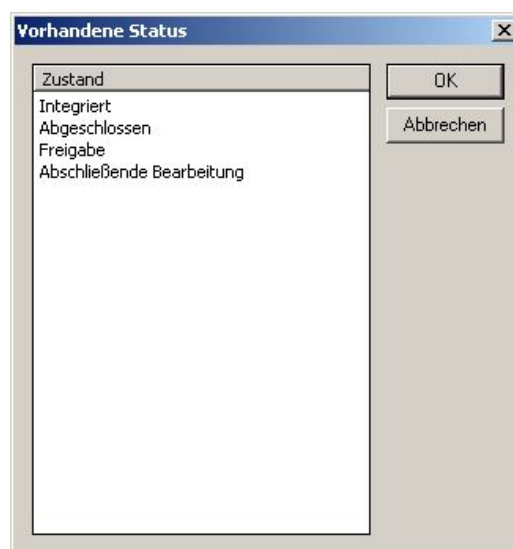 Vorhandene Status
Zustand
Integriert
Abgeschlossen
Freigabe
Abschließende Bearbeitung
OK
Abbrechen